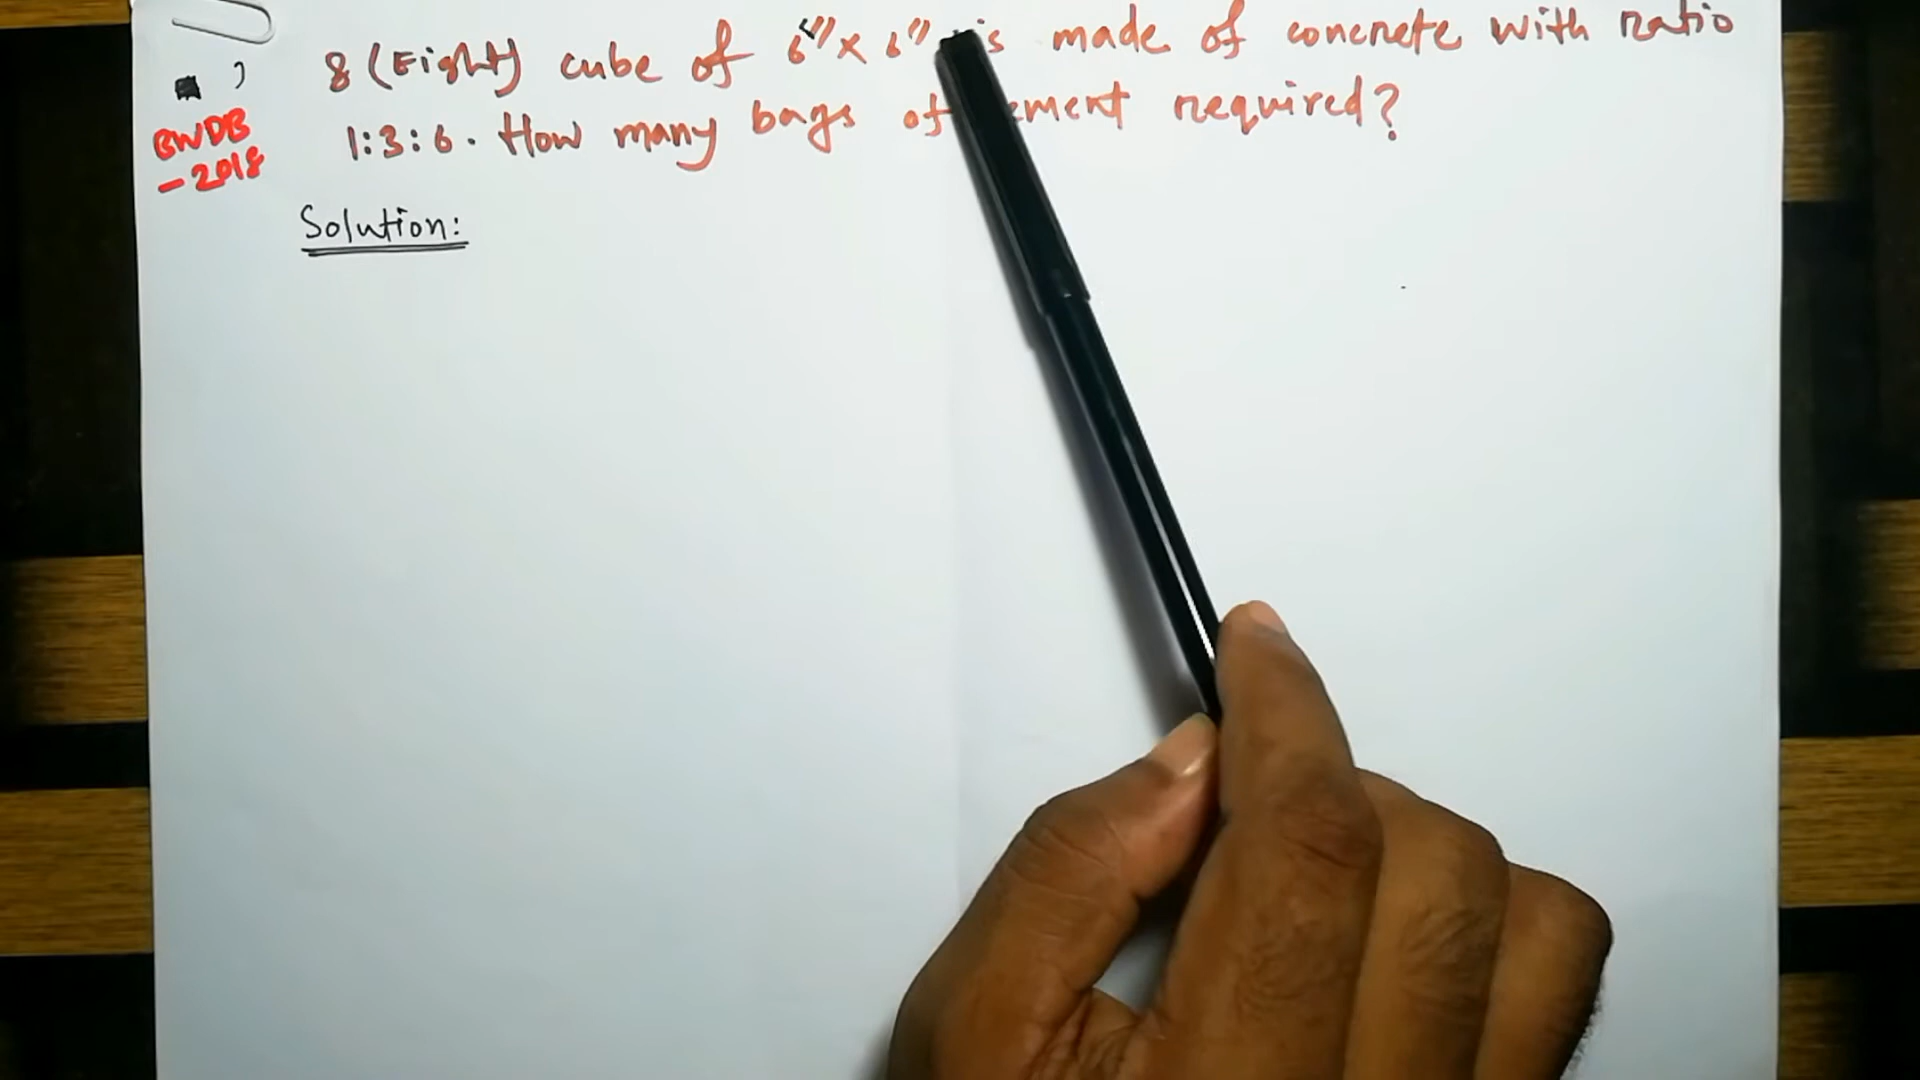 8 (Eight) cube of 6"x 6" is made of concrete with ratio
1:3:6. How many bags of required?
BWDB
-2018
Solution: